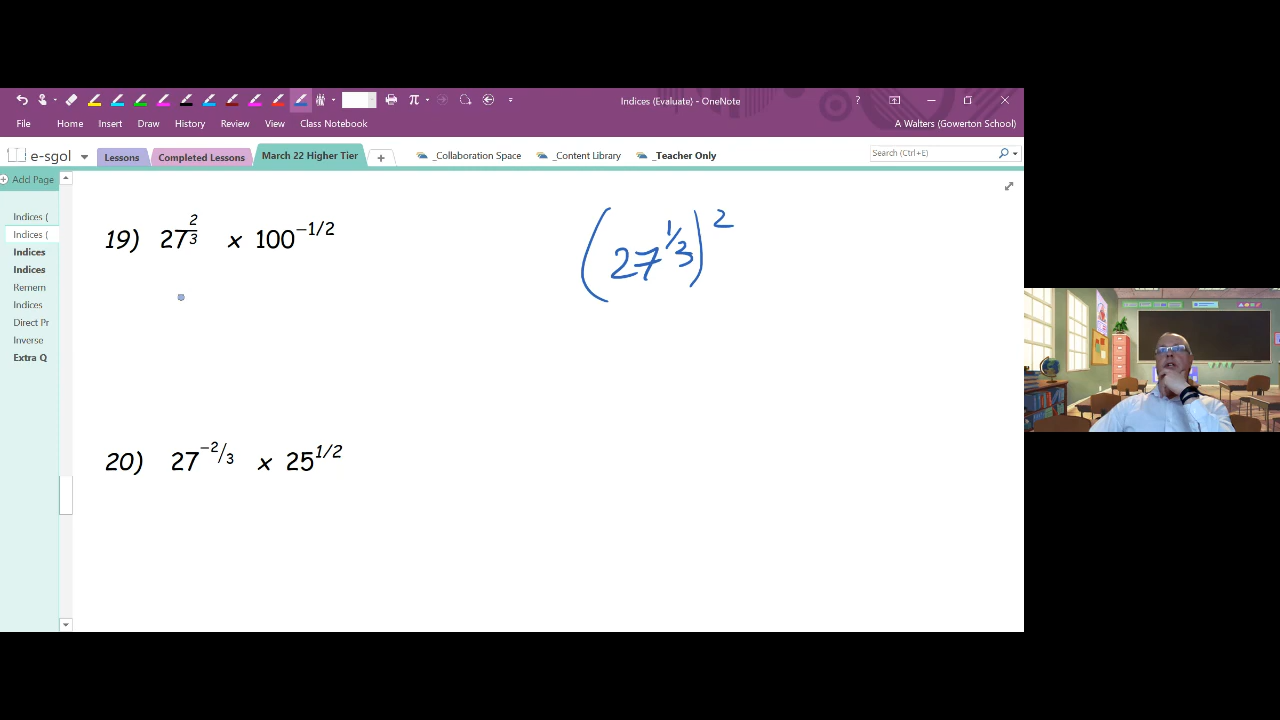 Indices (Evaluate) - OneNote
?
File Home Insert Draw History Review View Class Notebook
A Walters (Gowerton School)
e-sgol
Lessons
Completed Lessons
March 22 Higher Tier
+
_Collaboration Space
_Content Library
_Teacher Only
Search (Ctrl+E)
Add Page
Indices (
Indices (
Indices
Indices
Remem
Indices
Direct Pr
Inverse
Extra Q
19) 27^(2/3) x 100^(−1/2)
(27^(1/3))^2
20) 27^(−2/3) x 25^(1/2)